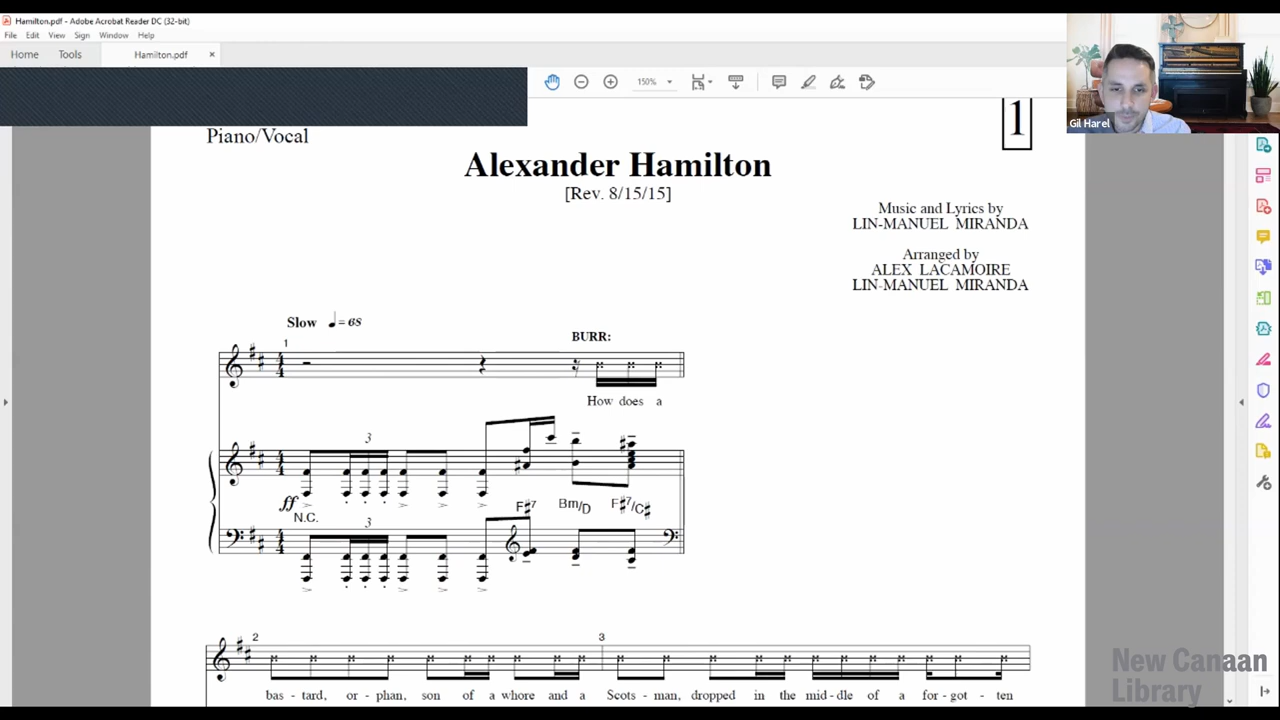 Hamilton.pdf - Adobe Acrobat Reader DC (32-bit)
File Edit View Sign Window Help
Home Tools Hamilton.pdf ×
150%
Gil Harel
1
Piano/Vocal
Alexander Hamilton
[Rev. 8/15/15]
Music and Lyrics by
LIN-MANUEL MIRANDA
Arranged by
ALEX LACAMOIRE
LIN-MANUEL MIRANDA
Slow ♩= 68
BURR:
1
How does a
3
ff
N.C. F#7 Bm/D F#7/C#
3
2 3
bas - tard, or - phan, son of a whore and a Scots - man, dropped in the mid - dle of a for - got - ten
New Canaan
Library